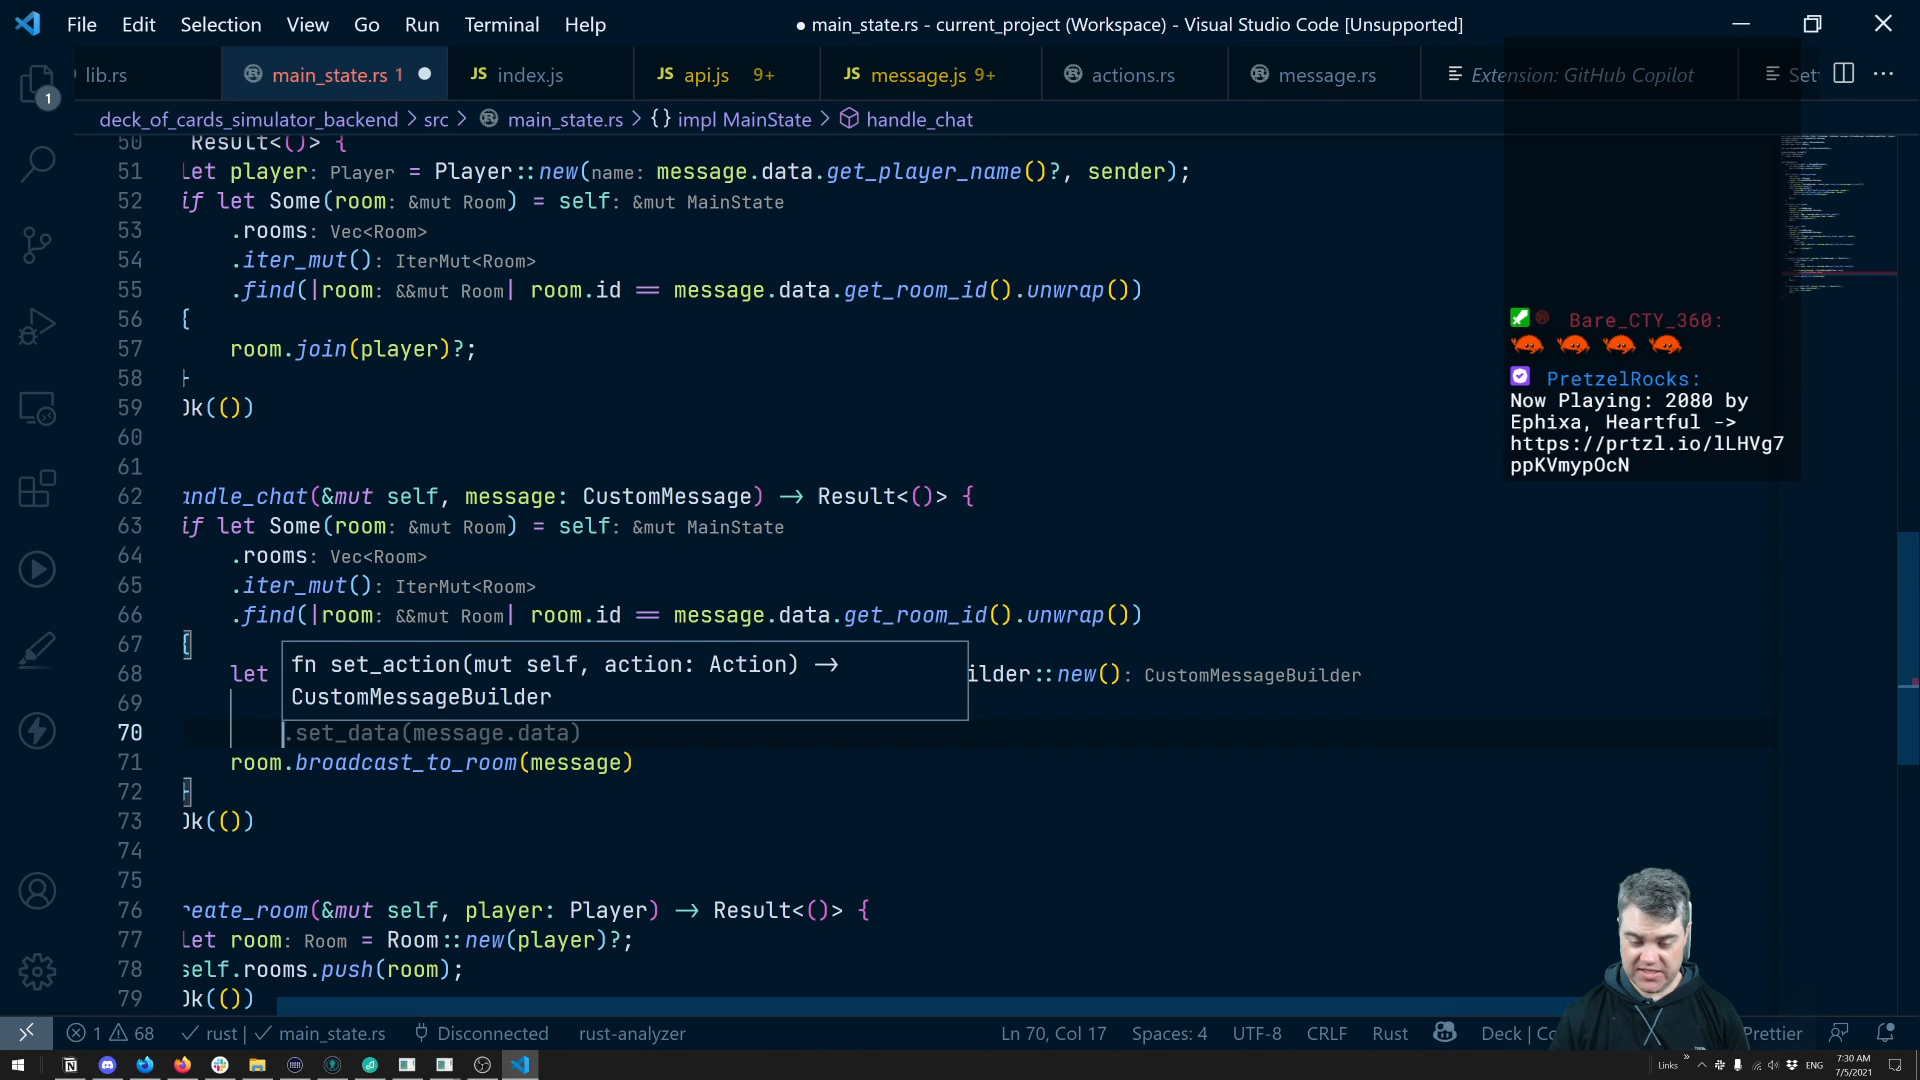 File Edit Selection View Go Run Terminal Help
● main_state.rs - current_project (Workspace) - Visual Studio Code [Unsupported]
lib.rs
main_state.rs 1
JS index.js
JS api.js 9+
JS message.js 9+
actions.rs
message.rs
Extension: GitHub Copilot
Set
1
deck_of_cards_simulator_backend > src > main_state.rs > {} impl MainState > handle_chat
50 Result<()> {
51 let player: Player = Player::new(name: message.data.get_player_name()?, sender);
52 if let Some(room: &mut Room) = self: &mut MainState
53 .rooms: Vec<Room>
54 .iter_mut(): IterMut<Room>
55 .find(|room: &&mut Room| room.id == message.data.get_room_id().unwrap())
56 {
57 room.join(player)?;
58 }
59 Ok(())
60
61
62 andle_chat(&mut self, message: CustomMessage) -> Result<()> {
63 if let Some(room: &mut Room) = self: &mut MainState
64 .rooms: Vec<Room>
65 .iter_mut(): IterMut<Room>
66 .find(|room: &&mut Room| room.id == message.data.get_room_id().unwrap())
67 {
fn set_action(mut self, action: Action) ->
CustomMessageBuilder
68 let ilder::new(): CustomMessageBuilder
69
70 .set_data(message.data)
71 room.broadcast_to_room(message)
72 }
73 Ok(())
74
75
76 reate_room(&mut self, player: Player) -> Result<()> {
77 let room: Room = Room::new(player)?;
78 self.rooms.push(room);
79 Ok(())
Bare_CTY_360:
PretzelRocks:
Now Playing: 2080 by
Ephixa, Heartful ->
https://prtzl.io/lLHVg7
ppKVmypOcN
1 68 rust | main_state.rs Disconnected rust-analyzer
Ln 70, Col 17 Spaces: 4 UTF-8 CRLF Rust Deck | Co Prettier
Links ENG
7:30 AM
7/5/2021